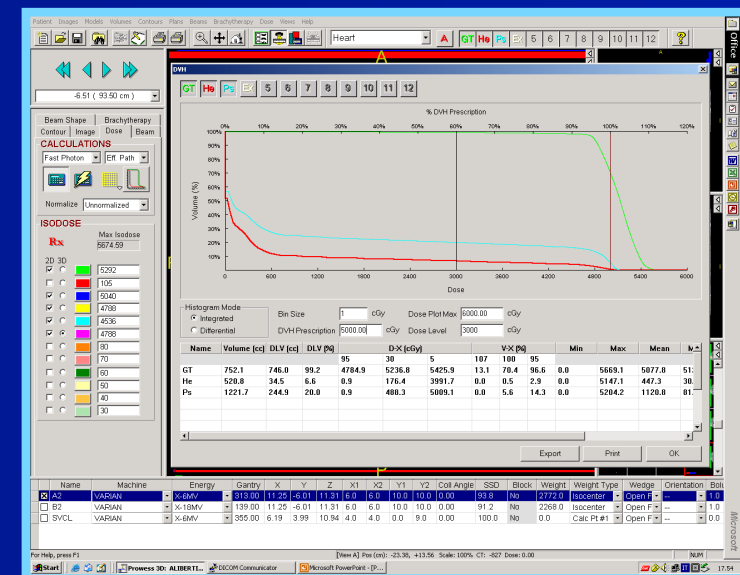 Patient Images Models Volumes Contours Plans Beams Brachytherapy Dose Views Help
Heart A GT He Ps Ex 5 6 7 8 9 10 11 12
Office
A
DVH
GT He Ps Ex 5 6 7 8 9 10 11 12
-6.51 ( 93.50 cm )
Beam Shape Brachytherapy
Contour Image Dose Beam
CALCULATIONS
Fast Photon Eff. Path
Normalize Unnormalized
ISODOSE
Rx Max Isodose
5674.59
2D 3D
5292
105
5040
4788
4536
4788
80
70
60
50
40
30
% DVH Prescription
0% 10% 20% 30% 40% 50% 60% 70% 80% 90% 100% 110% 120%
100%
90%
80%
70%
60%
50%
40%
30%
20%
10%
Volume (%)
0 600 1200 1800 2400 3000 3600 4200 4800 5400 6000
Dose
Histogram Mode
Integrated
Differential
Bin Size 1 cGy Dose Plot Max 6000.00 cGy
DVH Prescription 5000.00 cGy Dose Level 3000 cGy
Name Volume (cc) DLV (cc) DLV (%) D-X (cGy) V-X (%) Min Max Mean
95 30 5 107 100 95
GT 752.1 746.0 99.2 4784.9 5236.8 5425.9 13.1 70.4 96.6 0.0 5669.1 5077.8
He 520.8 34.5 6.6 0.9 176.4 3991.7 0.0 0.5 2.9 0.0 5147.1 447.3
Ps 1221.7 244.9 20.0 0.9 488.3 5009.1 0.0 5.6 14.3 0.0 5204.2 1120.8
Export Print OK
P
Name Machine Energy Gantry X Y Z X1 X2 Y1 Y2 Coll Angle SSD Block Weight Weight Type Wedge Orientation Bolu
A2 VARIAN X-6MV 313.00 11.25 -6.01 11.31 6.0 6.0 10.0 10.0 0.00 93.8 No 2772.0 Isocenter Open F -- 1.0
B2 VARIAN X-18MV 139.00 11.25 -6.01 11.31 6.0 6.0 10.0 10.0 0.00 91.2 No 2268.0 Isocenter Open F -- 1.0
SVCL VARIAN X-6MV 355.00 6.19 3.99 10.94 4.0 4.0 0.0 9.0 0.00 100.0 No 0.0 Calc Pt #1 Open F -- 0.0
Microsoft
For Help, press F1 [View A] Pos (cm): -23.38, +13.56 Scale: 100% CT: -827 Dose: 0.00 NUM
Start Prowess 3D: ALIBERTI... DICOM Communicator Microsoft PowerPoint - [P... 17.54